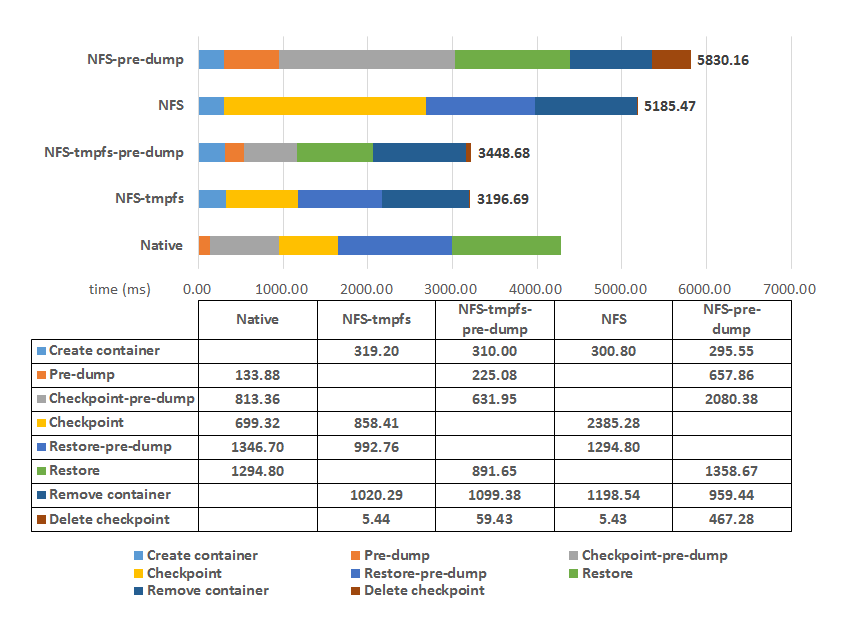 NFS-pre-dump 5830.16
NFS 5185.47
NFS-tmpfs-pre-dump 3448.68
NFS-tmpfs 3196.69
Native
time (ms) 0.00 1000.00 2000.00 3000.00 4000.00 5000.00 6000.00 7000.00
Native NFS-tmpfs NFS-tmpfs-pre-dump NFS NFS-pre-dump
Create container 319.20 310.00 300.80 295.55
Pre-dump 133.88 225.08 657.86
Checkpoint-pre-dump 813.36 631.95 2080.38
Checkpoint 699.32 858.41 2385.28
Restore-pre-dump 1346.70 992.76 1294.80
Restore 1294.80 891.65 1358.67
Remove container 1020.29 1099.38 1198.54 959.44
Delete checkpoint 5.44 59.43 5.43 467.28
Create container Pre-dump Checkpoint-pre-dump
Checkpoint Restore-pre-dump Restore
Remove container Delete checkpoint